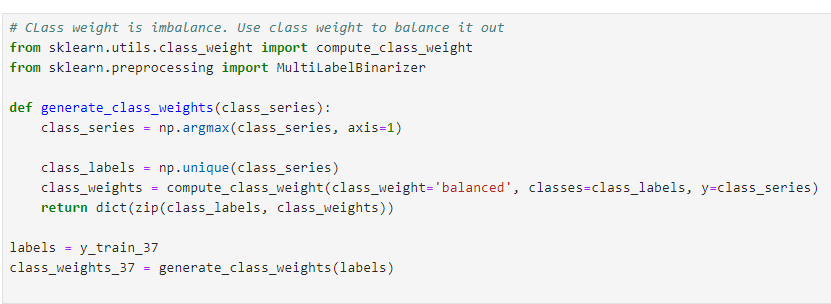 # CLass weight is imbalance. Use class weight to balance it out
from sklearn.utils.class_weight import compute_class_weight
from sklearn.preprocessing import MultiLabelBinarizer

def generate_class_weights(class_series):
    class_series = np.argmax(class_series, axis=1)

    class_labels = np.unique(class_series)
    class_weights = compute_class_weight(class_weight='balanced', classes=class_labels, y=class_series)
    return dict(zip(class_labels, class_weights))

labels = y_train_37
class_weights_37 = generate_class_weights(labels)